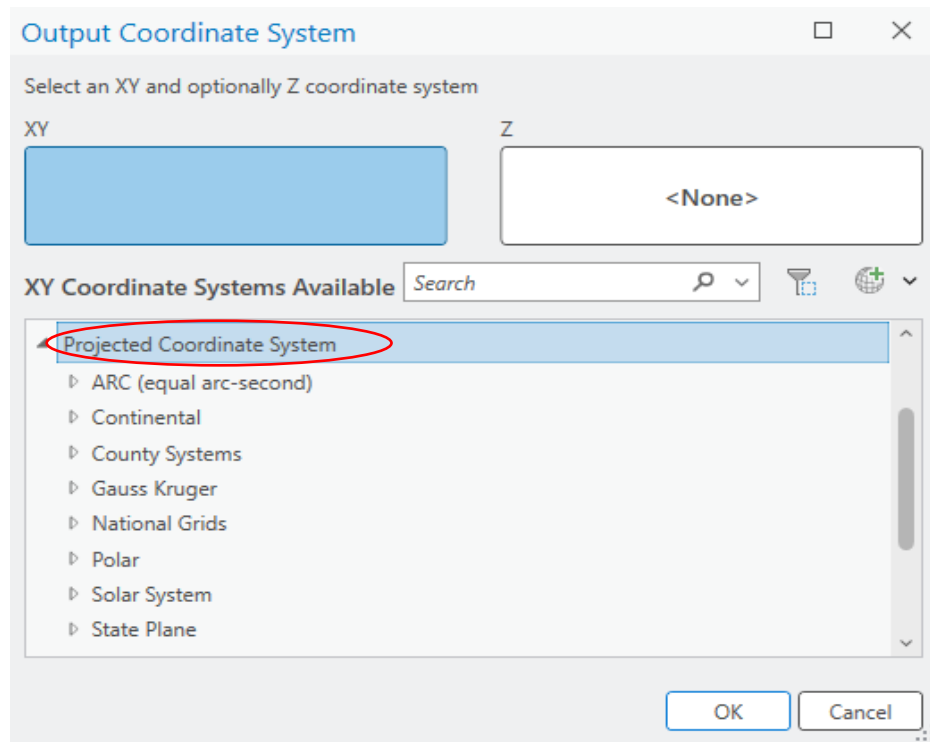 Output Coordinate System
Select an XY and optionally Z coordinate system
XY
Z
<None>
XY Coordinate Systems Available
Search
Projected Coordinate System
ARC (equal arc-second)
Continental
County Systems
Gauss Kruger
National Grids
Polar
Solar System
State Plane
OK
Cancel